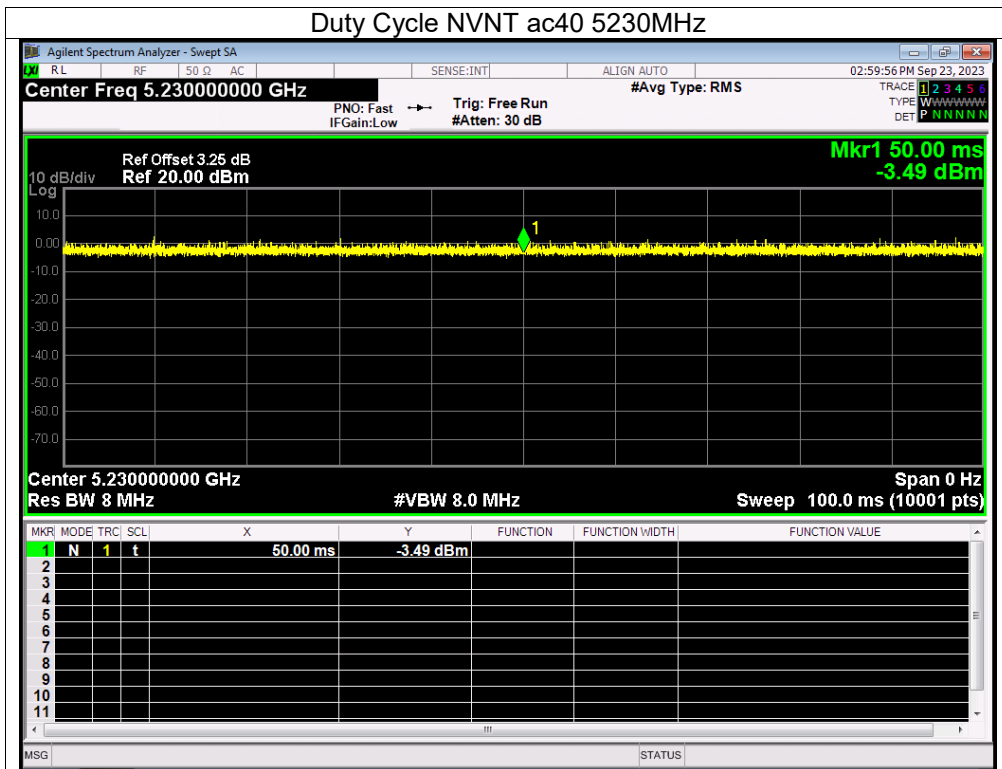 Duty Cycle NVNT ac40 5230MHz
Agilent Spectrum Analyzer - Swept SA
LXI RL RF 50 Ω AC SENSE:INT ALIGN AUTO 02:59:56 PM Sep 23, 2023
Center Freq 5.230000000 GHz #Avg Type: RMS TRACE 1 2 3 4 5 6
PNO: Fast Trig: Free Run TYPE WWWWWWW
IFGain:Low #Atten: 30 dB DET P N N N N N
Mkr1 50.00 ms
Ref Offset 3.25 dB
10 dB/div Ref 20.00 dBm -3.49 dBm
Log
10.0
1
0.00
-10.0
-20.0
-30.0
-40.0
-50.0
-60.0
-70.0
Center 5.230000000 GHz Span 0 Hz
Res BW 8 MHz #VBW 8.0 MHz Sweep 100.0 ms (10001 pts)
MKR MODE TRC SCL X Y FUNCTION FUNCTION WIDTH FUNCTION VALUE
1 N 1 t 50.00 ms -3.49 dBm
2
3
4
5
6
7
8
9
10
11
MSG STATUS